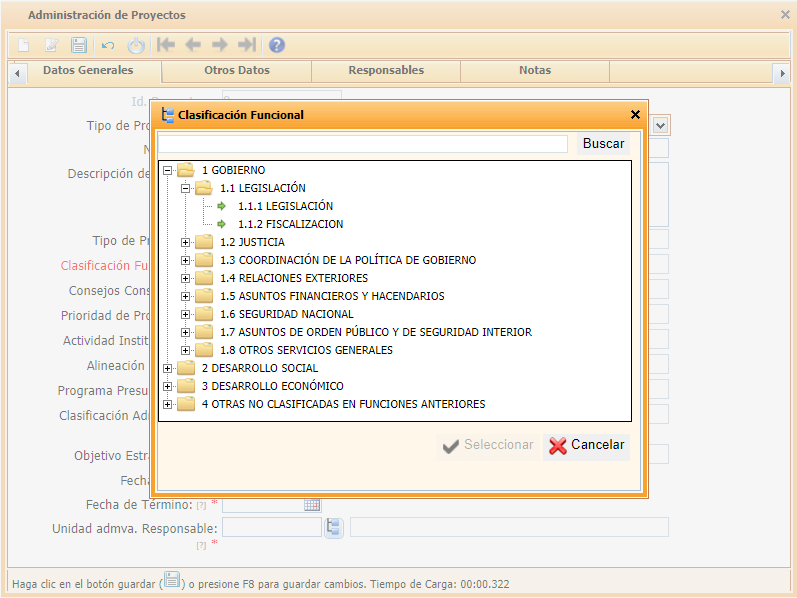 Administración de Proyectos
Datos Generales
Otros Datos
Responsables
Notas
Id.
Tipo de Pro
Clasificación Funcional
Buscar
N
Descripción de
1 GOBIERNO
1.1 LEGISLACIÓN
1.1.1 LEGISLACIÓN
1.1.2 FISCALIZACION
Tipo de Pr
1.2 JUSTICIA
Clasificación Fu
1.3 COORDINACIÓN DE LA POLÍTICA DE GOBIERNO
1.4 RELACIONES EXTERIORES
Consejos Cons
1.5 ASUNTOS FINANCIEROS Y HACENDARIOS
Prioridad de Pro
1.6 SEGURIDAD NACIONAL
Actividad Instit
1.7 ASUNTOS DE ORDEN PÚBLICO Y DE SEGURIDAD INTERIOR
1.8 OTROS SERVICIOS GENERALES
Alineación
2 DESARROLLO SOCIAL
Programa Presu
3 DESARROLLO ECONÓMICO
Clasificación Adm
4 OTRAS NO CLASIFICADAS EN FUNCIONES ANTERIORES
Seleccionar
Cancelar
Objetivo Estra
Fecha
Fecha de Término: [?] *
Unidad admva. Responsable:
[?] *
Haga clic en el botón guardar ( ) o presione F8 para guardar cambios. Tiempo de Carga: 00:00.322